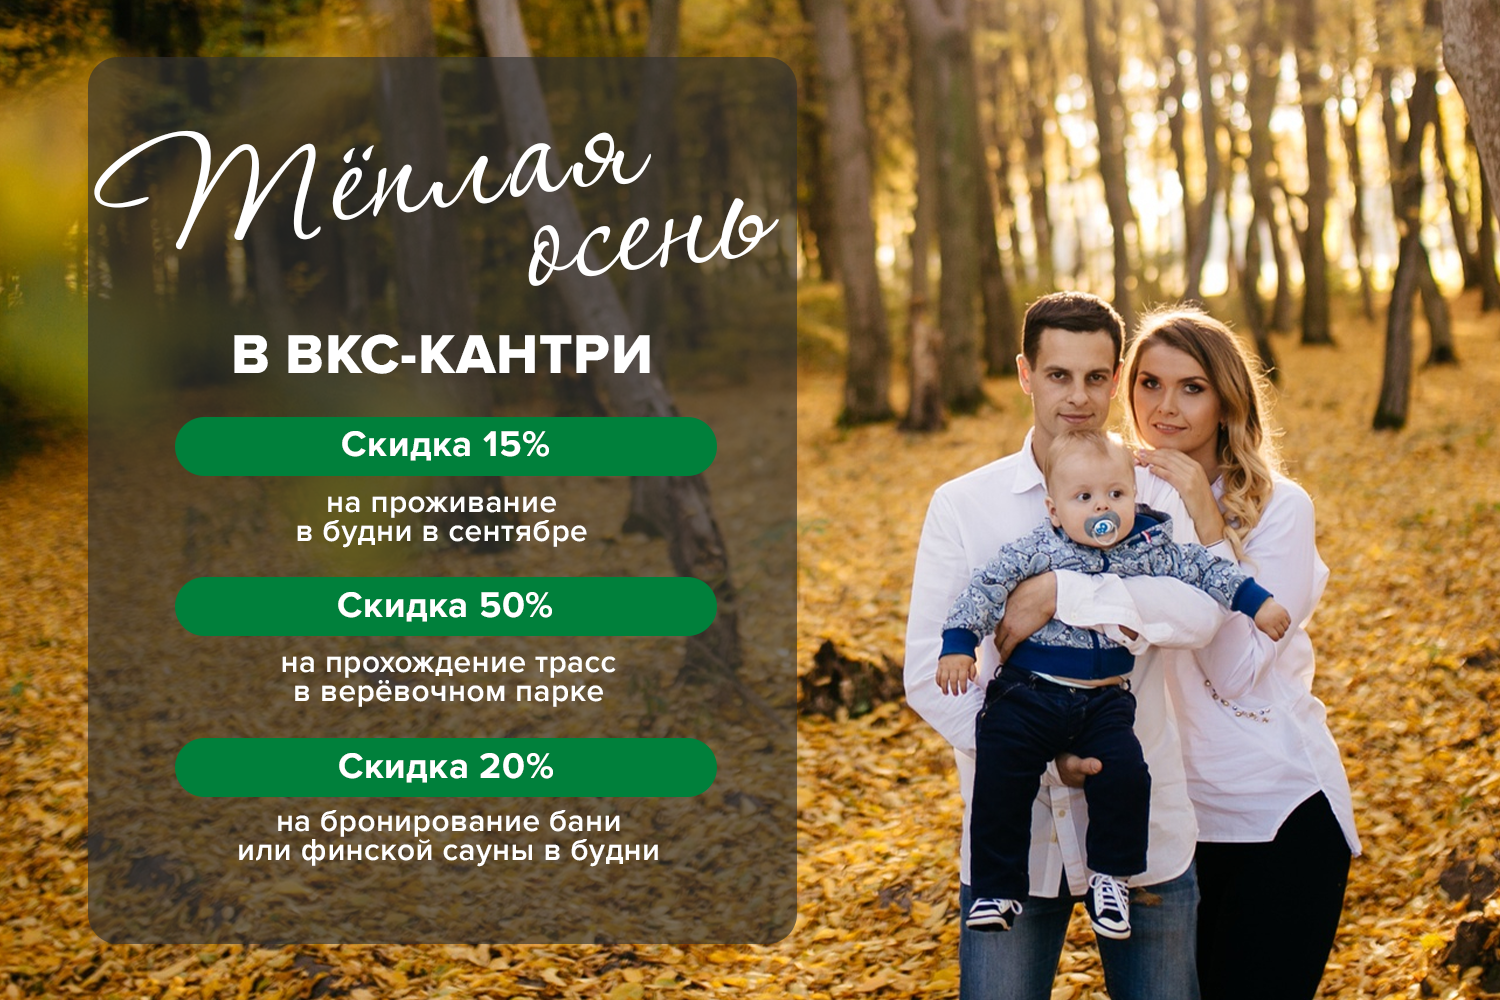 Тёплая
осень
В ВКС-КАНТРИ
Скидка 15%
на проживание
в будни в сентябре
Скидка 50%
на прохождение трасс
в верёвочном парке
Скидка 20%
на бронирование бани
или финской сауны в будни